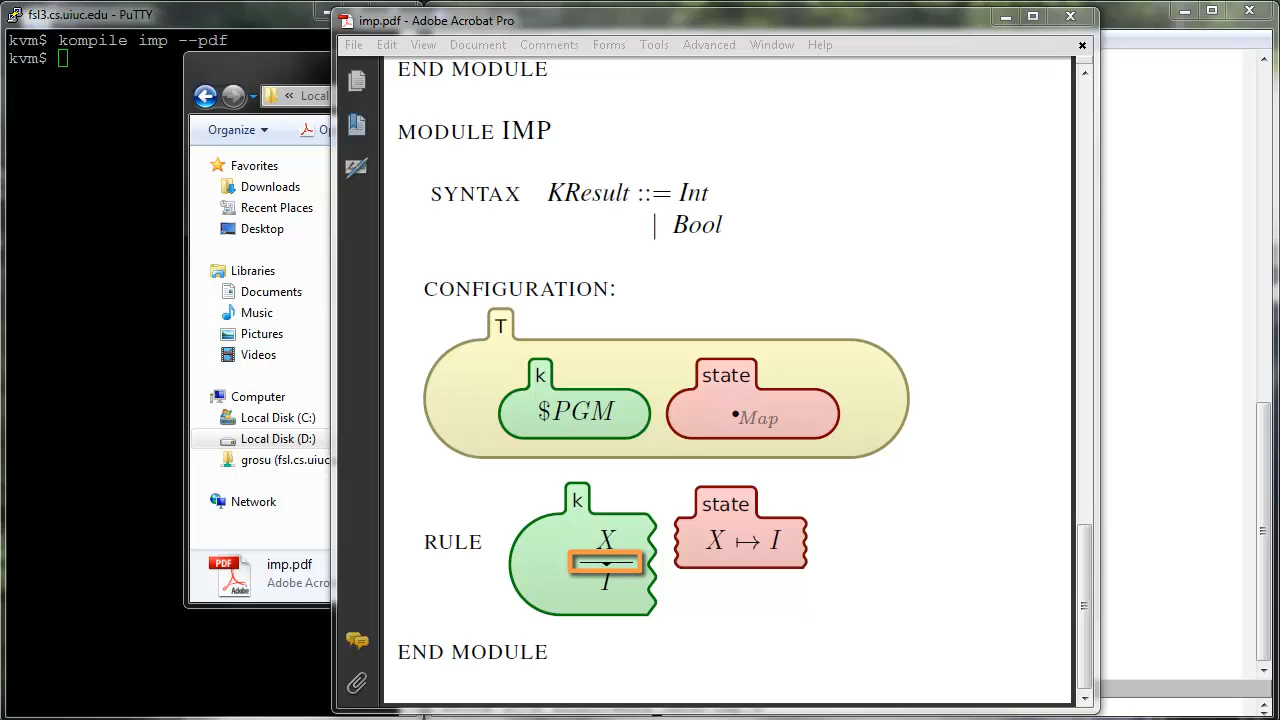 fsl3.cs.uiuc.edu - PuTTY
kvm$ kompile imp --pdf
kvm$
« Local
Organize
Favorites
Downloads
Recent Places
Desktop
Libraries
Documents
Music
Pictures
Videos
Computer
Local Disk (C:)
Local Disk (D:)
grosu (fsl.cs.uiuc
Network
PDF
Adobe
imp.pdf
Adobe Acro
imp.pdf - Adobe Acrobat Pro
File Edit View Document Comments Forms Tools Advanced Window Help
END MODULE
MODULE IMP
SYNTAX KResult ::= Int
| Bool
CONFIGURATION:
T
k state
$PGM •Map
k state
RULE X X ↦ I
I
END MODULE